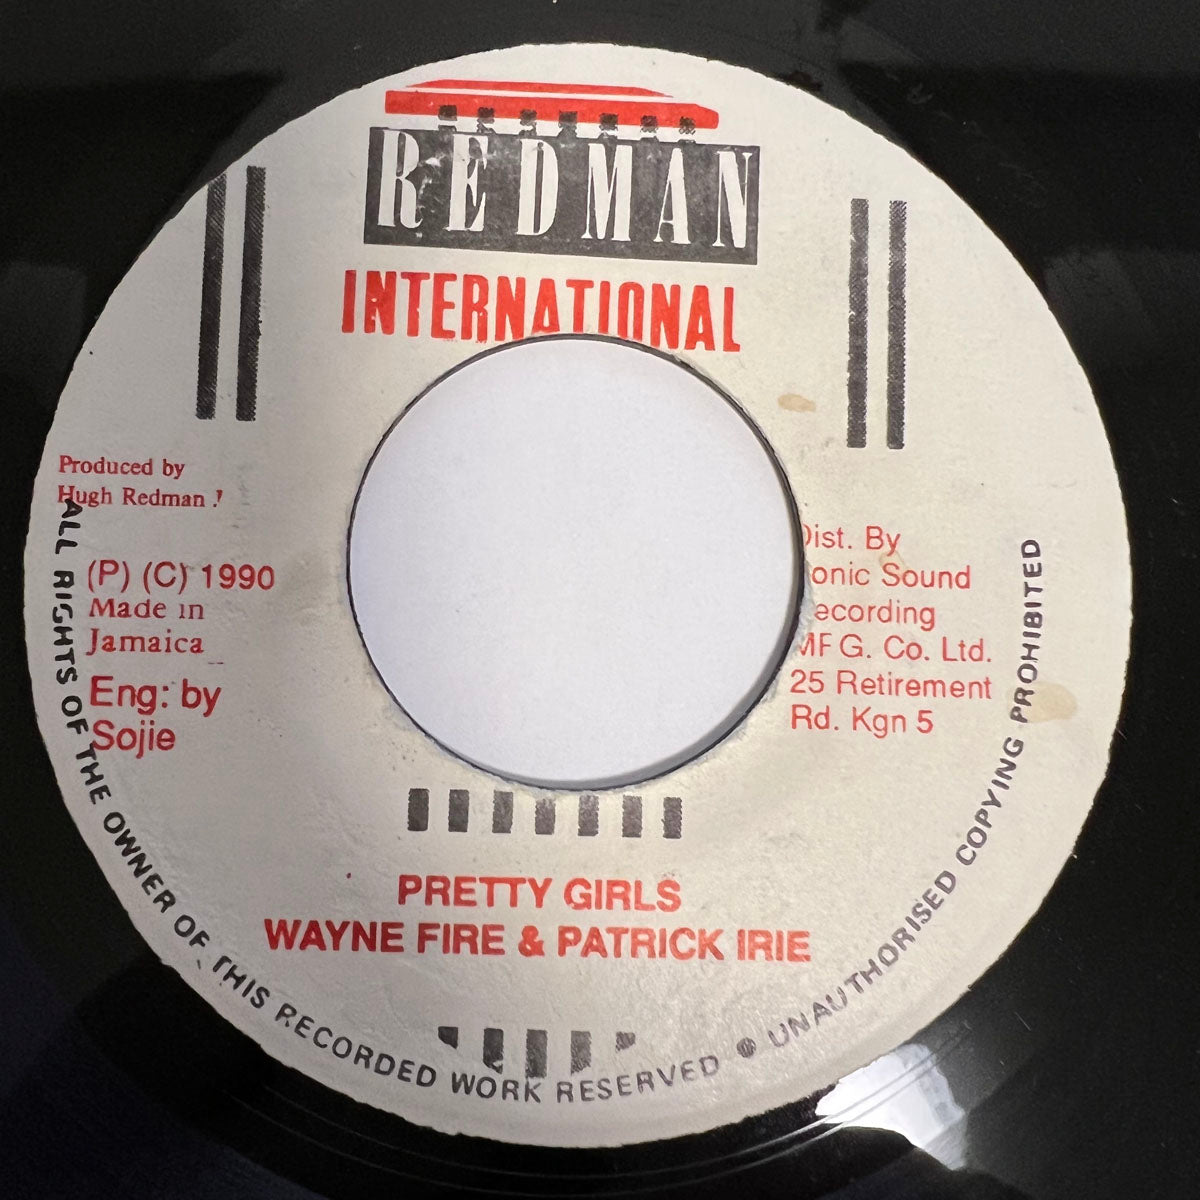 REDMAN
INTERNATIONAL
Produced by
Hugh Redman J
(P) (C) 1990
Made in
Jamaica
Eng: by
Sojie
Dist. By
onic Sound
ecording
MFG. Co. Ltd.
25 Retirement
Rd. Kgn 5
PRETTY GIRLS
WAYNE FIRE & PATRICK IRIE
ALL RIGHTS OF THE OWNER OF THIS RECORDED WORK RESERVED ● UNAUTHORISED COPYING PROHIBITED